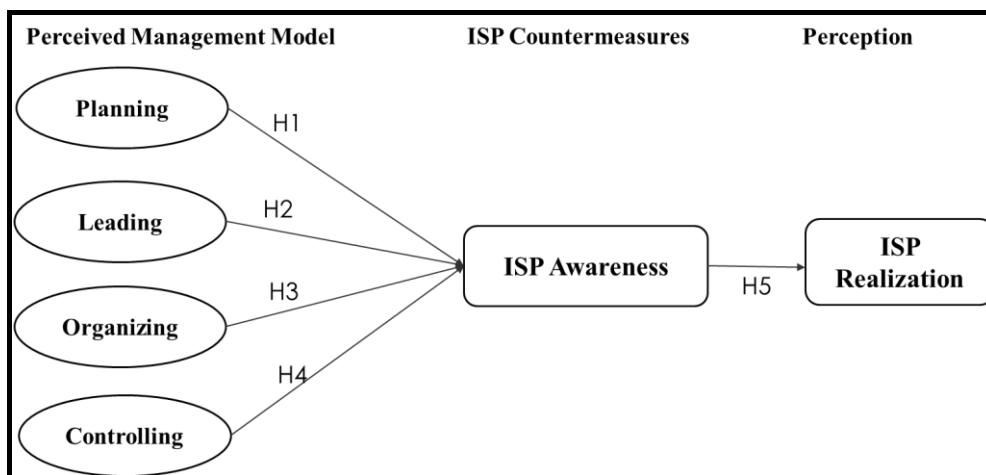 Perceived Management Model
ISP Countermeasures
Perception
Planning
H1
Leading
H2
ISP Awareness
ISP
Realization
H3
H5
Organizing
H4
Controlling